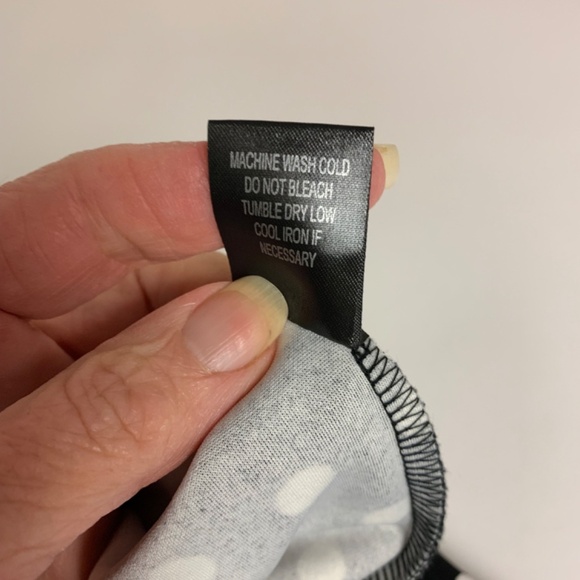 MACHINE WASH COLD
DO NOT BLEACH
TUMBLE DRY LOW
COOL IRON IF
NECESSARY